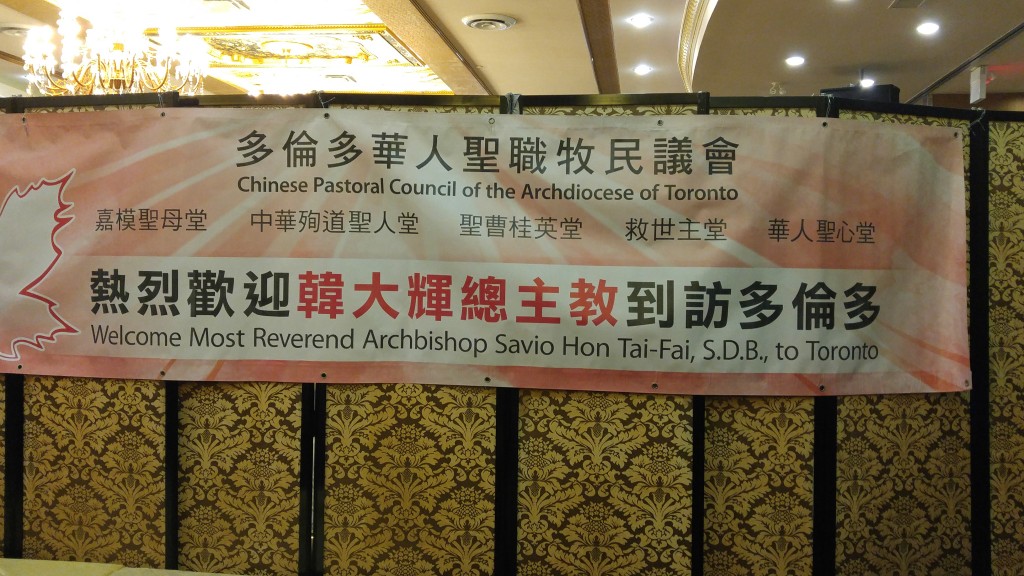 多倫多華人聖職牧民議會
Chinese Pastoral Council of the Archdiocese of Toronto
嘉模聖母堂 中華殉道聖人堂 聖曹桂英堂 救世主堂 華人聖心堂
熱烈歡迎韓大輝總主教到訪多倫多
Welcome Most Reverend Archbishop Savio Hon Tai-Fai, S.D.B., to Toronto